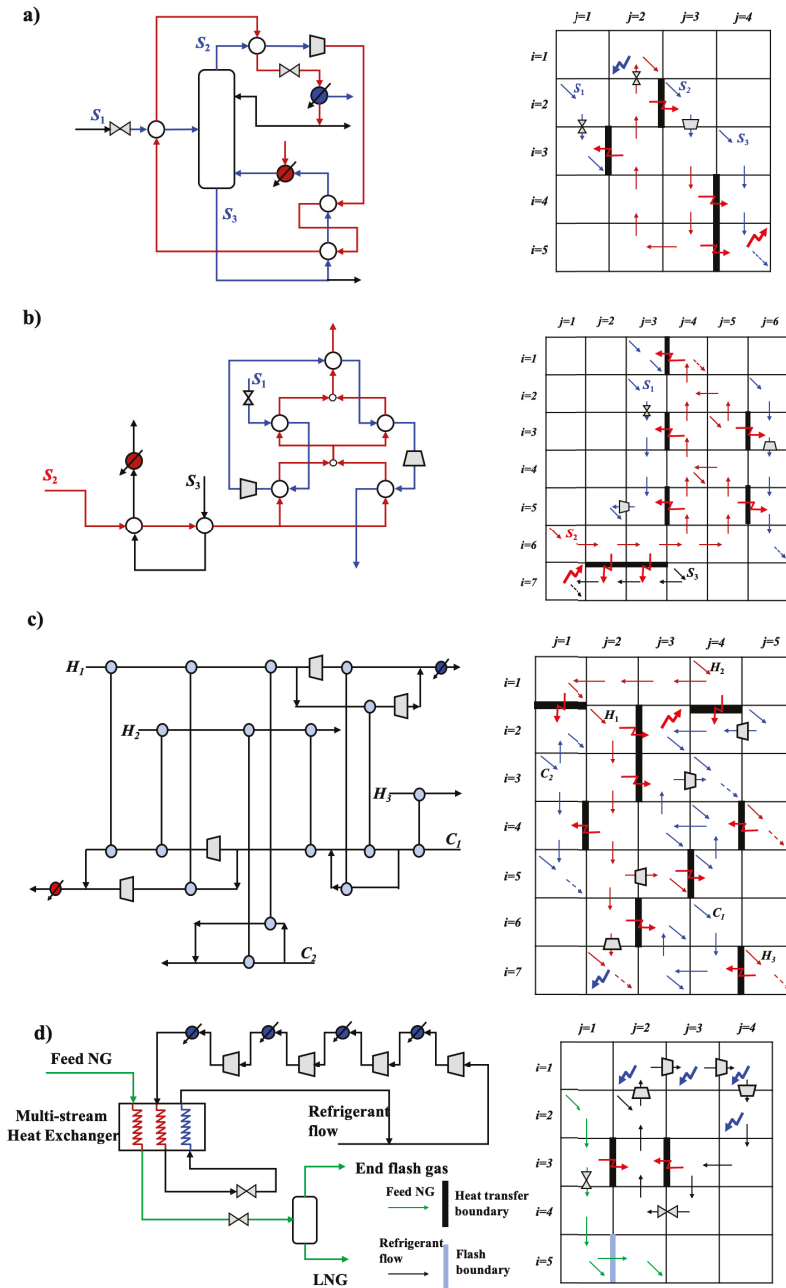 a)
S2
S1
S3
j=1 j=2 j=3 j=4
i=1
i=2
i=3
i=4
i=5
S1
S2
S3
b)
S1
S2
S3
j=1 j=2 j=3 j=4 j=5 j=6
i=1
i=2
i=3
i=4
i=5
i=6
i=7
S1
S2
S3
c)
H1
H2
H3
C1
C2
j=1 j=2 j=3 j=4 j=5
i=1
i=2
i=3
i=4
i=5
i=6
i=7
H2
H1
C2
C1
H3
d)
Feed NG
Multi-stream
Heat Exchanger
Refrigerant
flow
End flash gas
LNG
Feed NG
Heat transfer
boundary
Refrigerant
flow
Flash
boundary
j=1 j=2 j=3 j=4
i=1
i=2
i=3
i=4
i=5